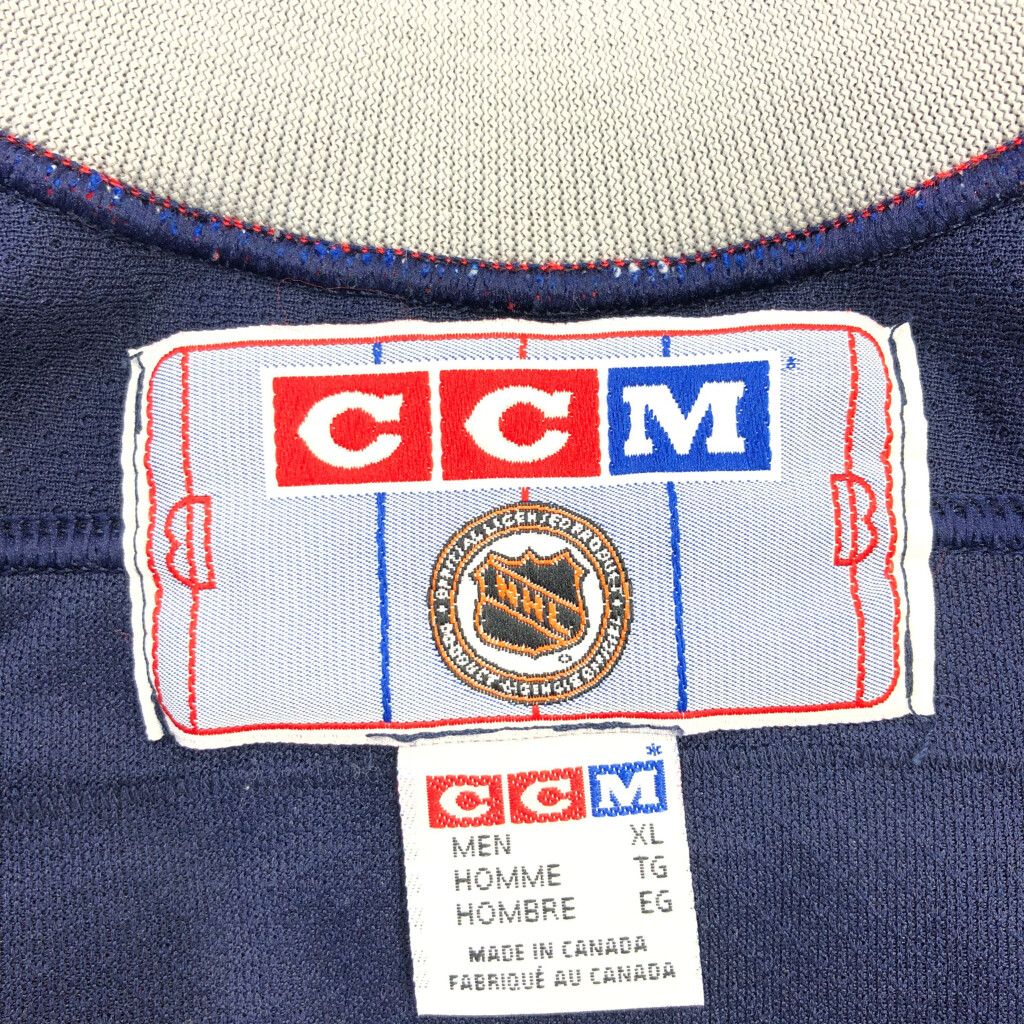 CCM*
OFFICIAL LICENSED PRODUCT
NHL
CCM*
MEN XL
HOMME TG
HOMBRE EG
MADE IN CANADA
FABRIQUÉ AU CANADA